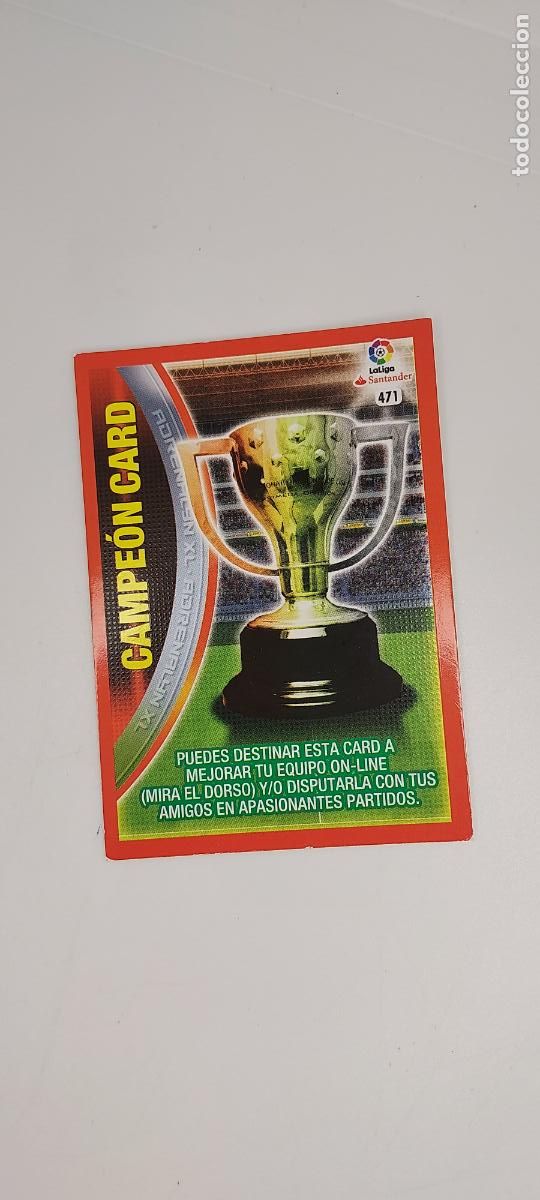 todocoleccion
LaLiga
Santander
471
CAMPEÓN CARD
ADRENALYN XL
ADRENALYN XL
PUEDES DESTINAR ESTA CARD A
MEJORAR TU EQUIPO ON-LINE
(MIRA EL DORSO) Y/O DISPUTARLA CON TUS
AMIGOS EN APASIONANTES PARTIDOS.